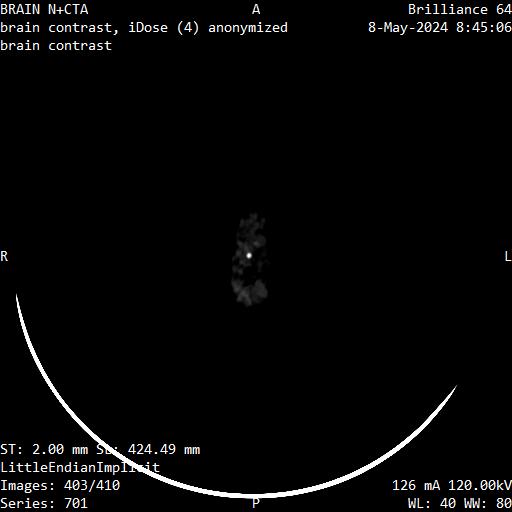 BRAIN N+CTA A Brilliance 64
brain contrast, iDose (4) anonymized 8-May-2024 8:45:06
brain contrast
R L
ST: 2.00 mm SL: 424.49 mm
LittleEndianImplicit
Images: 403/410 126 mA 120.00kV
Series: 701 P WL: 40 WW: 80